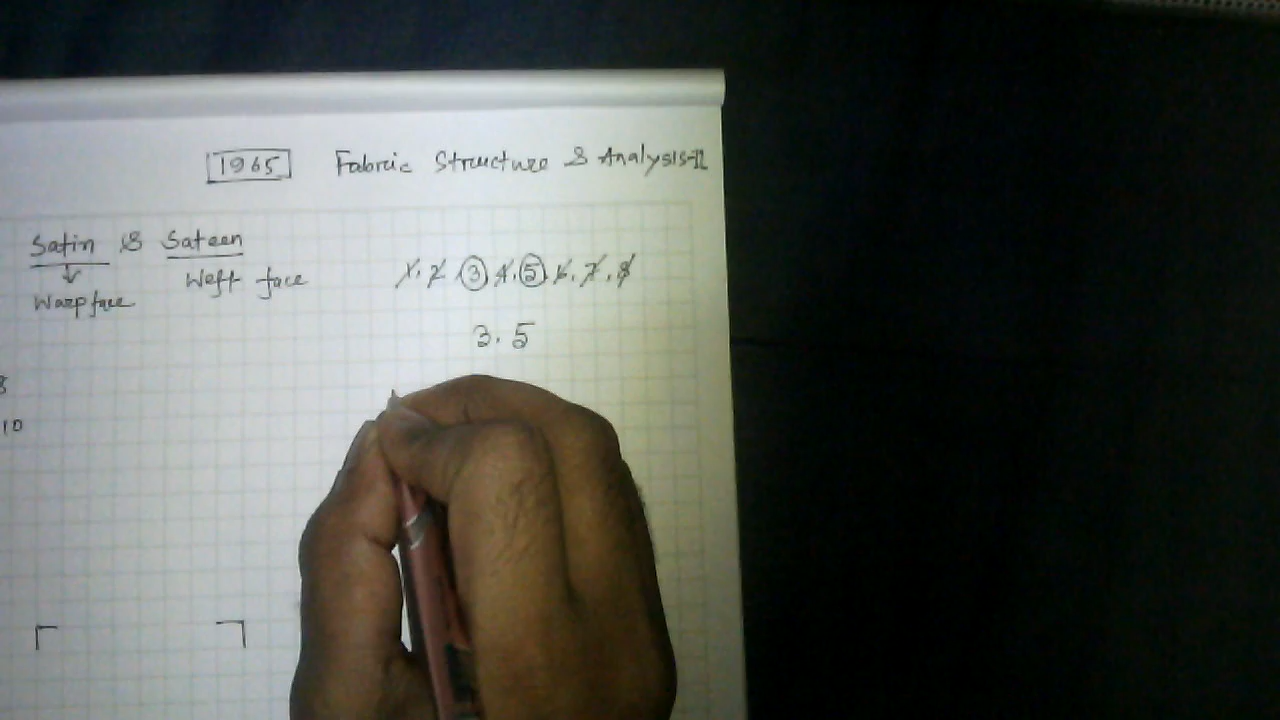 1965 Fabric Structure & Analysis-II
Satin & Sateen
Warp face
Weft face
1. 2. 3 4. 5. 6. 7. 8
3. 5
8
10